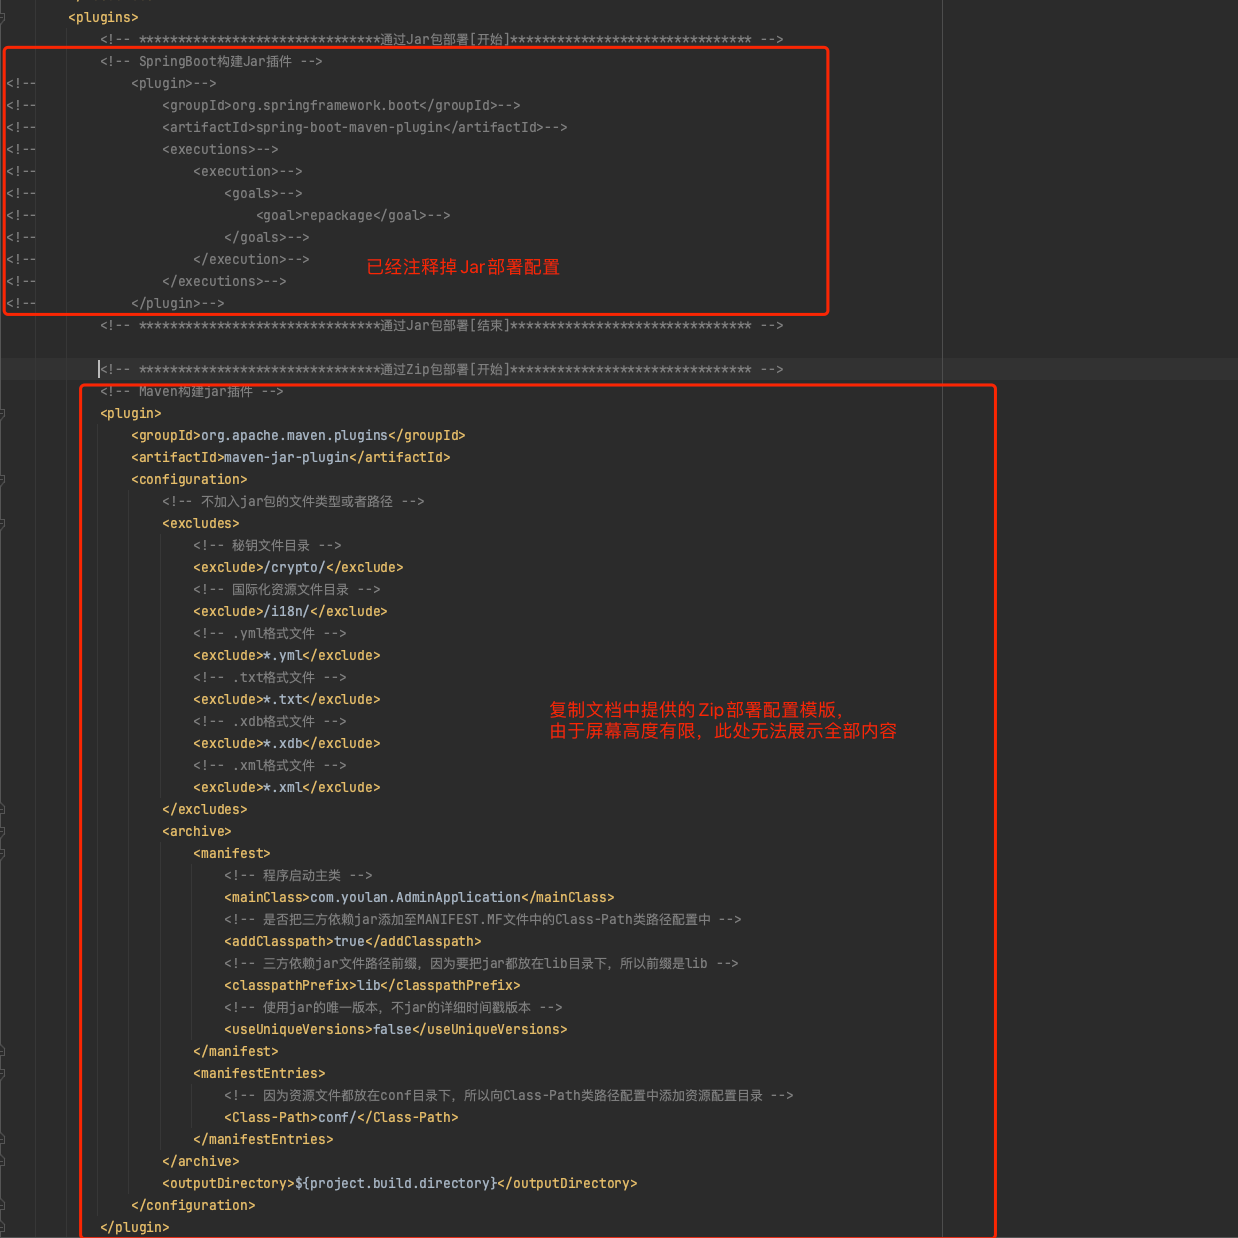 <plugins>
<!-- *******************************通过Jar包部署[开始]******************************* -->
<!-- SpringBoot构建Jar插件 -->
<!--            <plugin>-->
<!--                <groupId>org.springframework.boot</groupId>-->
<!--                <artifactId>spring-boot-maven-plugin</artifactId>-->
<!--                <executions>-->
<!--                    <execution>-->
<!--                        <goals>-->
<!--                            <goal>repackage</goal>-->
<!--                        </goals>-->
<!--                    </execution>-->
已经注释掉Jar部署配置
<!--                </executions>-->
<!--            </plugin>-->
<!-- *******************************通过Jar包部署[结束]******************************* -->
<!-- *******************************通过Zip包部署[开始]******************************* -->
<!-- Maven构建jar插件 -->
<plugin>
<groupId>org.apache.maven.plugins</groupId>
<artifactId>maven-jar-plugin</artifactId>
<configuration>
<!-- 不加入jar包的文件类型或者路径 -->
<excludes>
<!-- 秘钥文件目录 -->
<exclude>/crypto/</exclude>
<!-- 国际化资源文件目录 -->
<exclude>/i18n/</exclude>
<!-- .yml格式文件 -->
<exclude>*.yml</exclude>
<!-- .txt格式文件 -->
<exclude>*.txt</exclude>
复制文档中提供的Zip部署配置模版,
<!-- .xdb格式文件 -->
由于屏幕高度有限，此处无法展示全部内容
<exclude>*.xdb</exclude>
<!-- .xml格式文件 -->
<exclude>*.xml</exclude>
</excludes>
<archive>
<manifest>
<!-- 程序启动主类 -->
<mainClass>com.youlan.AdminApplication</mainClass>
<!-- 是否把三方依赖jar添加至MANIFEST.MF文件中的Class-Path类路径配置中 -->
<addClasspath>true</addClasspath>
<!-- 三方依赖jar文件路径前缀，因为要把jar都放在lib目录下，所以前缀是lib -->
<classpathPrefix>lib</classpathPrefix>
<!-- 使用jar的唯一版本，不jar的详细时间戳版本 -->
<useUniqueVersions>false</useUniqueVersions>
</manifest>
<manifestEntries>
<!-- 因为资源文件都放在conf目录下，所以向Class-Path类路径配置中添加资源配置目录 -->
<Class-Path>conf/</Class-Path>
</manifestEntries>
</archive>
<outputDirectory>${project.build.directory}</outputDirectory>
</configuration>
</plugin>